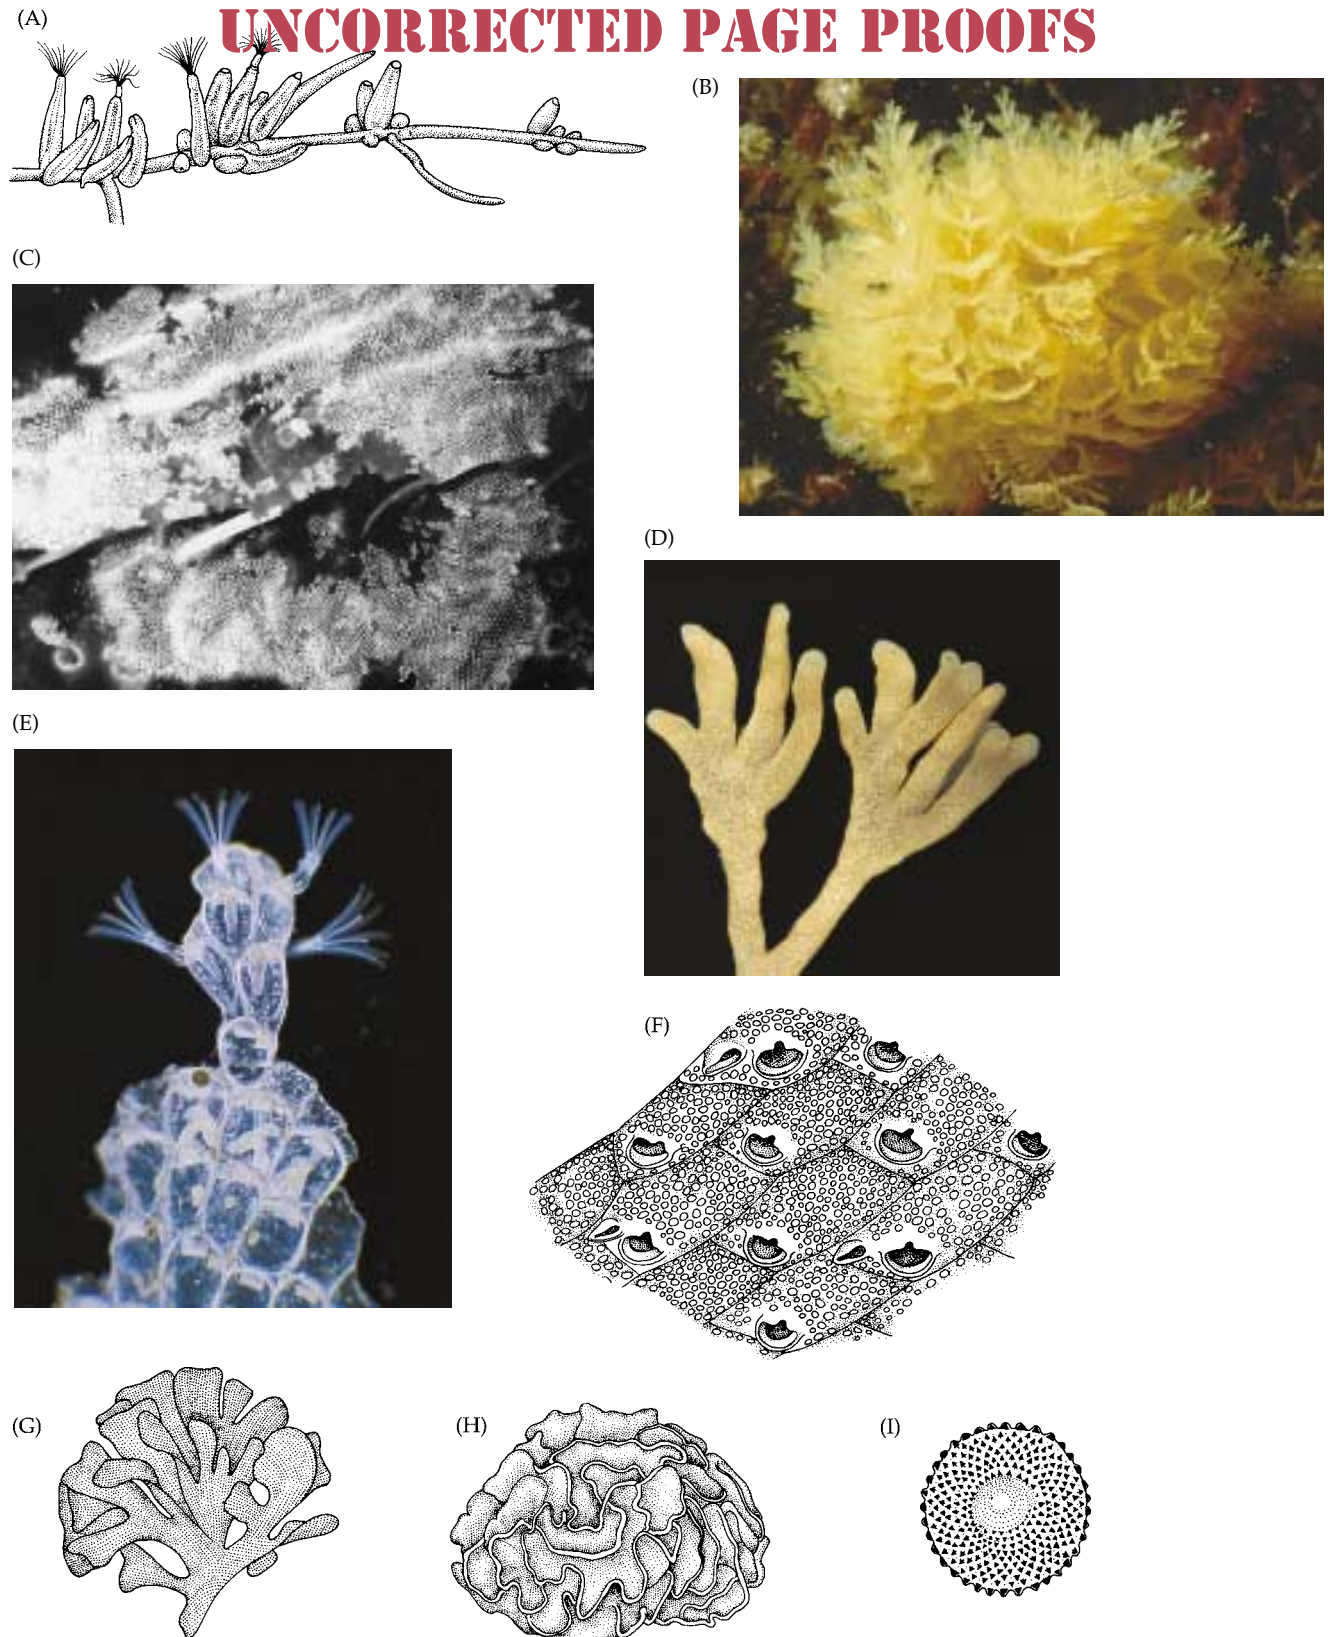 (A)
UNCORRECTED PAGE PROOFS
(B)
(C)
(D)
(E)
(F)
(G)
(H)
(I)